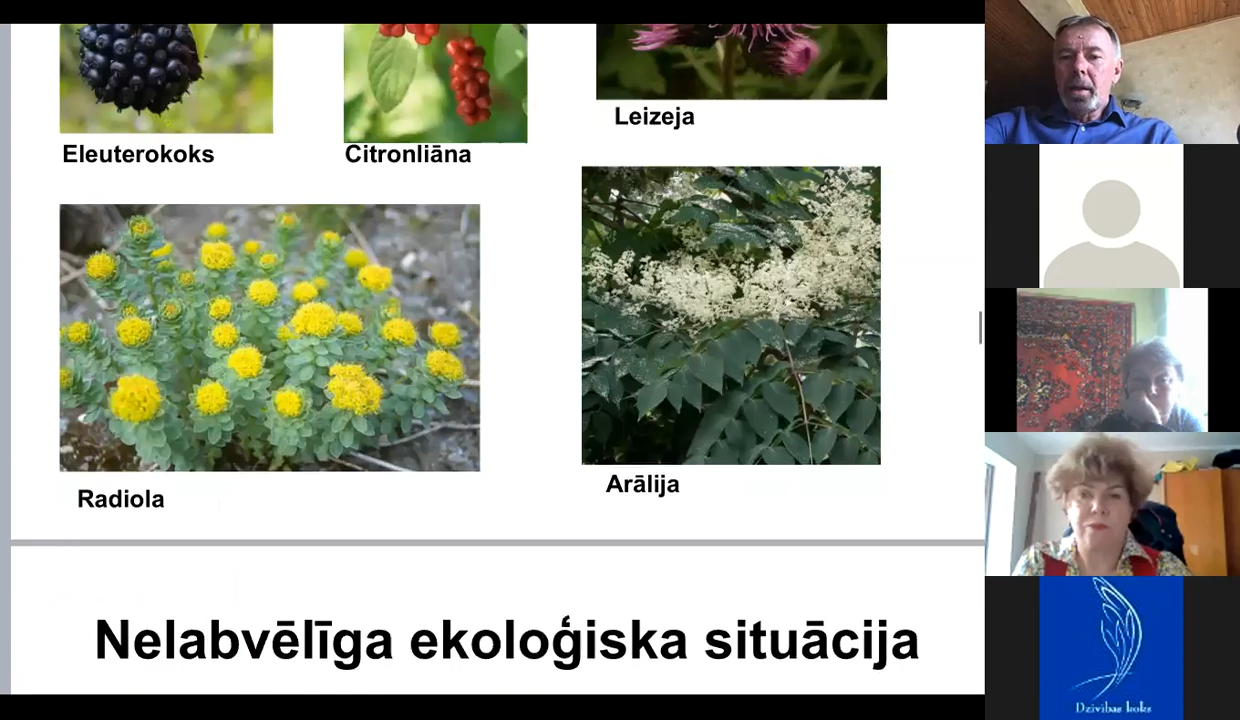 Leizeja
Eleuterokoks
Citronliāna
Radiola
Arālija
Nelabvēlīga ekoloģiska situācija
Dzīvības koks